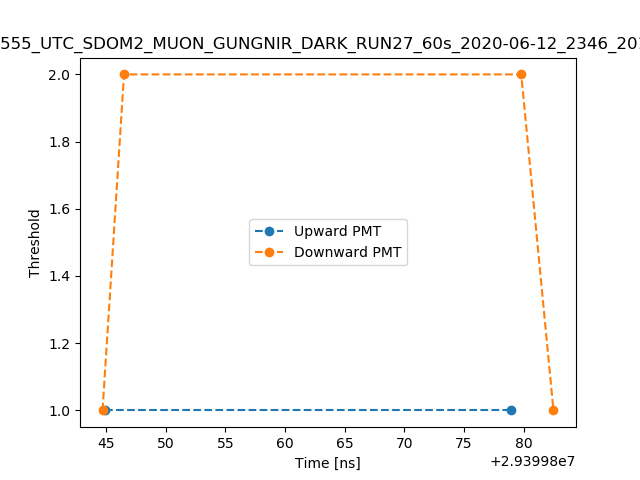 555_UTC_SDOM2_MUON_GUNGNIR_DARK_RUN27_60s_2020-06-12_2346_20
2.0
1.8
1.6
1.4
1.2
1.0
Threshold
Upward PMT
Downward PMT
45 50 55 60 65 70 75 80
Time [ns]
+2.93998e7